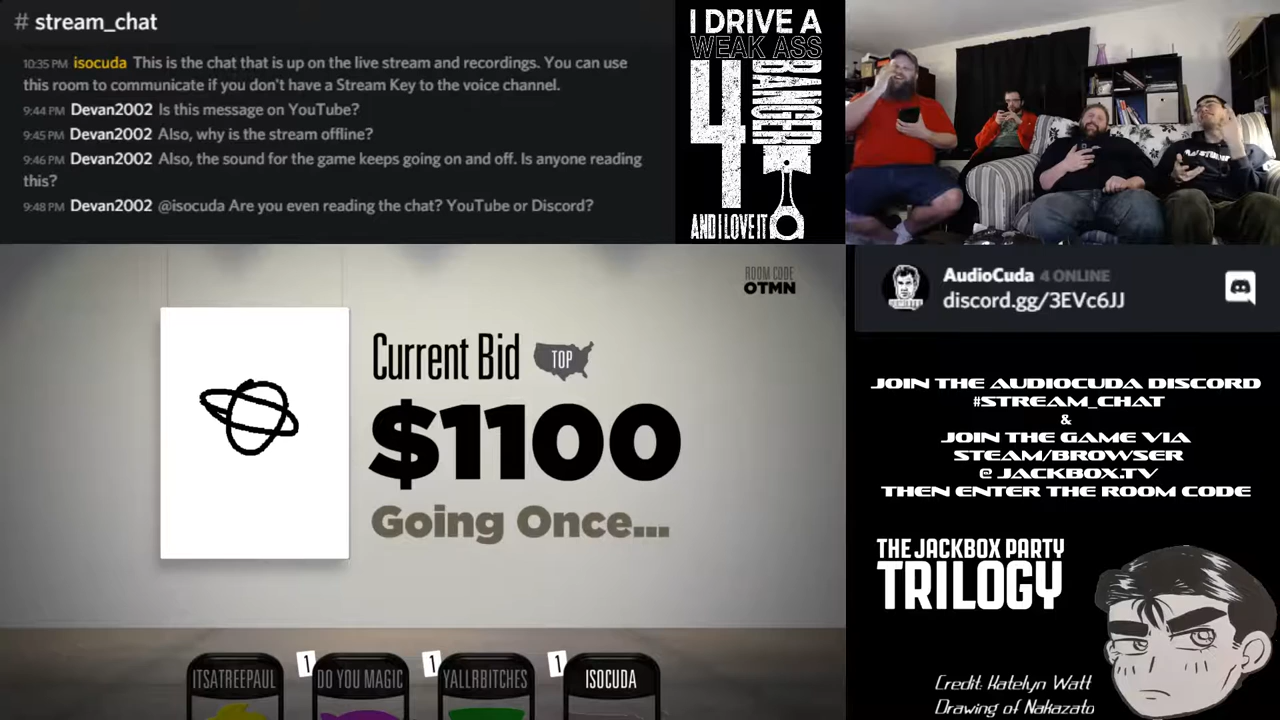 # stream_chat
10:35 PM isocuda This is the chat that is up on the live stream and recordings. You can use
this room to communicate if you don't have a Stream Key to the voice channel.
9:44 PM Devan2002 Is this message on YouTube?
9:45 PM Devan2002 Also, why is the stream offline?
9:46 PM Devan2002 Also, the sound for the game keeps going on and off. Is anyone reading
this?
9:48 PM Devan2002 @isocuda Are you even reading the chat? YouTube or Discord?
I DRIVE A
WEAK ASS
4
DANGER
DANGER
AND I LOVE IT
ROOM CODE
OTMN
Current Bid TOP
$1100
Going Once...
ITSATREEPAUL
1 DO YOU MAGIC
1 YALLRBITCHES
1 ISOCUDA
AudioCuda 4 ONLINE
discord.gg/3EVc6JJ
JOIN THE AUDIOCUDA DISCORD
#STREAM_CHAT
&
JOIN THE GAME VIA
STEAM/BROWSER
@ JACKBOX.TV
THEN ENTER THE ROOM CODE
THE JACKBOX PARTY
TRILOGY
Credit: Katelyn Watt
Drawing of Nakazato